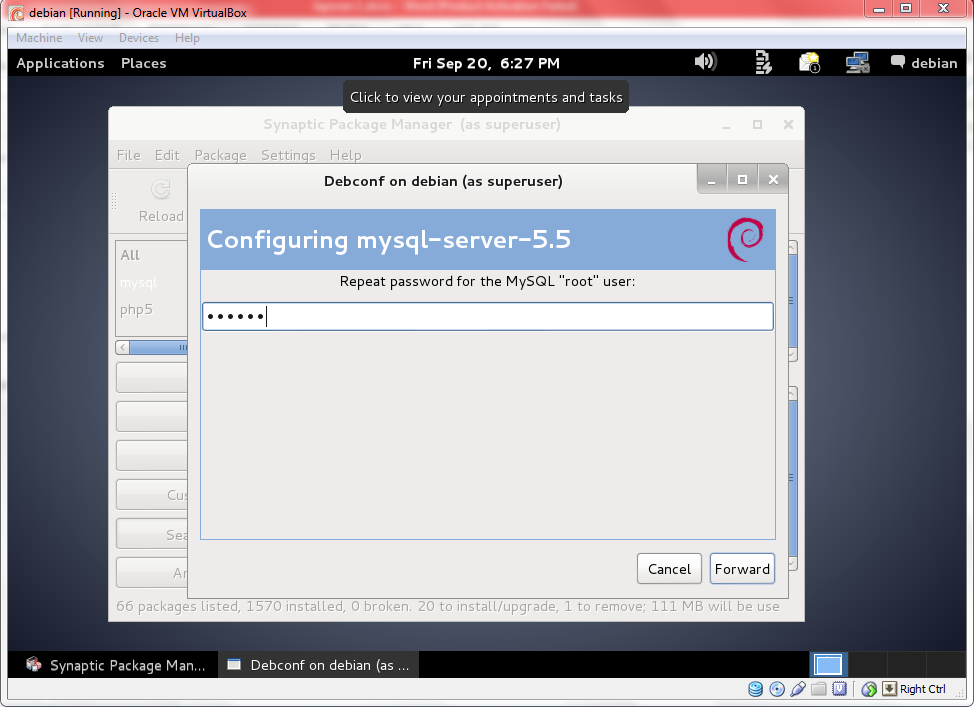 debian [Running] - Oracle VM VirtualBox
Machine View Devices Help
Applications Places Fri Sep 20, 6:27 PM 1 debian
Click to view your appointments and tasks
Synaptic Package Manager (as superuser)
File Edit Package Settings Help
Debconf on debian (as superuser)
Reload
Configuring mysql-server-5.5
All
mysql
php5
Repeat password for the MySQL "root" user:
••••••
Cus
Sea
Ar
Cancel Forward
66 packages listed, 1570 installed, 0 broken. 20 to install/upgrade, 1 to remove; 111 MB will be use
Synaptic Package Man... Debconf on debian (as ...
Right Ctrl